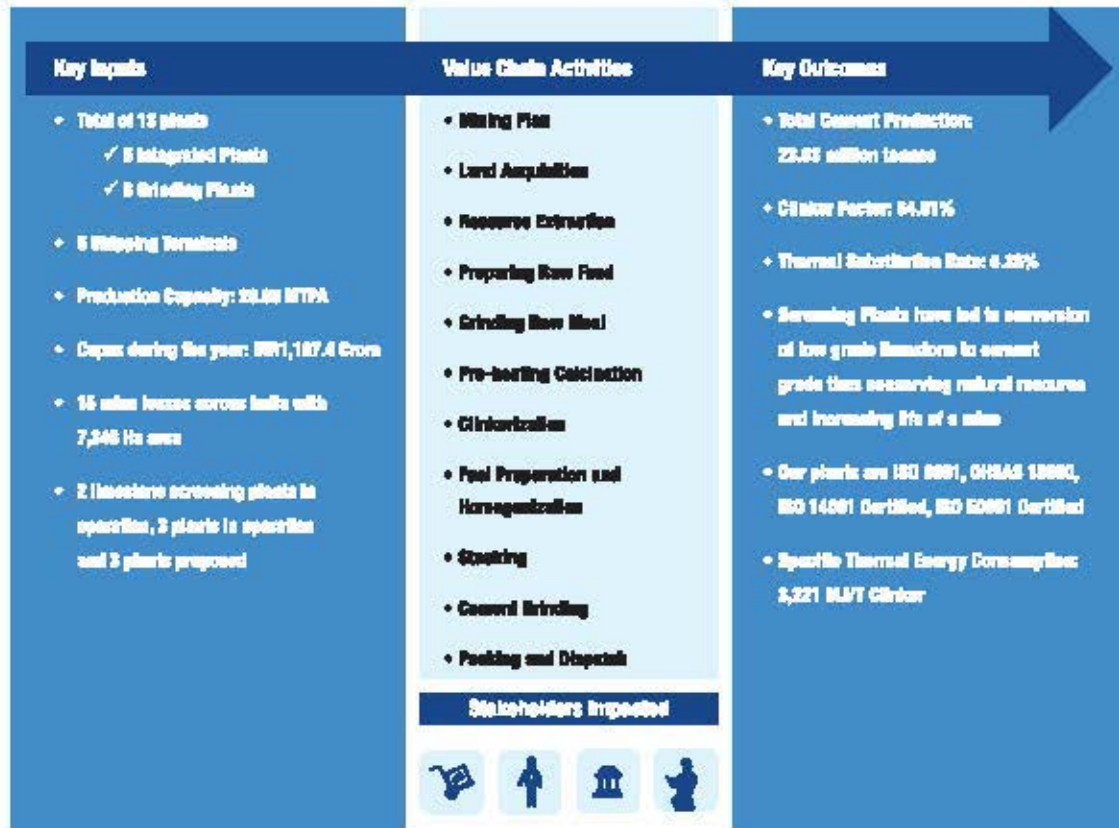 Key Inputs
Total of 13 plants
✓ Integrated Plants
✓ Grinding Plants
Shipping Terminals
Production Capacity: MTPA
Capex during the year: Crore
mine leases across India with
Ha area
2 limestone screening plants in
operation, 3 plants in operation
and 3 plants proposed
Value Chain Activities
• Mining Plan
• Land Acquisition
• Resource Extraction
• Preparing Raw Feed
• Grinding Raw Meal
• Pre-heating Calcination
• Clinkerization
• Fuel Preparation and
Homogenization
• Stacking
• Cement Grinding
• Packing and Dispatch
Stakeholders Impacted
Key Outcomes
• Total Cement Production:
million tonnes
• Clinker Factor:
• Thermal Substitution Rate:
• Screening Plants have led to conversion
of low grade limestone to cement
grade thus conserving natural resource
and increasing life of a mine
• Our plants are ISO 9001, OHSAS
ISO 14001 Certified, ISO 50001 Certified
• Specific Thermal Energy Consumption:
Clinker